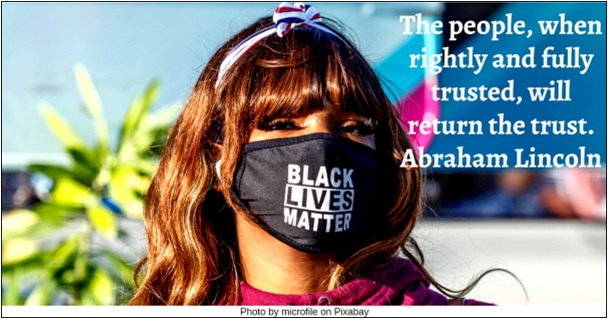 The people, when
rightly and fully
trusted, will
return the trust.
Abraham Lincoln
BLACK
LIVES
MATTER
Photo by microfile on Pixabay